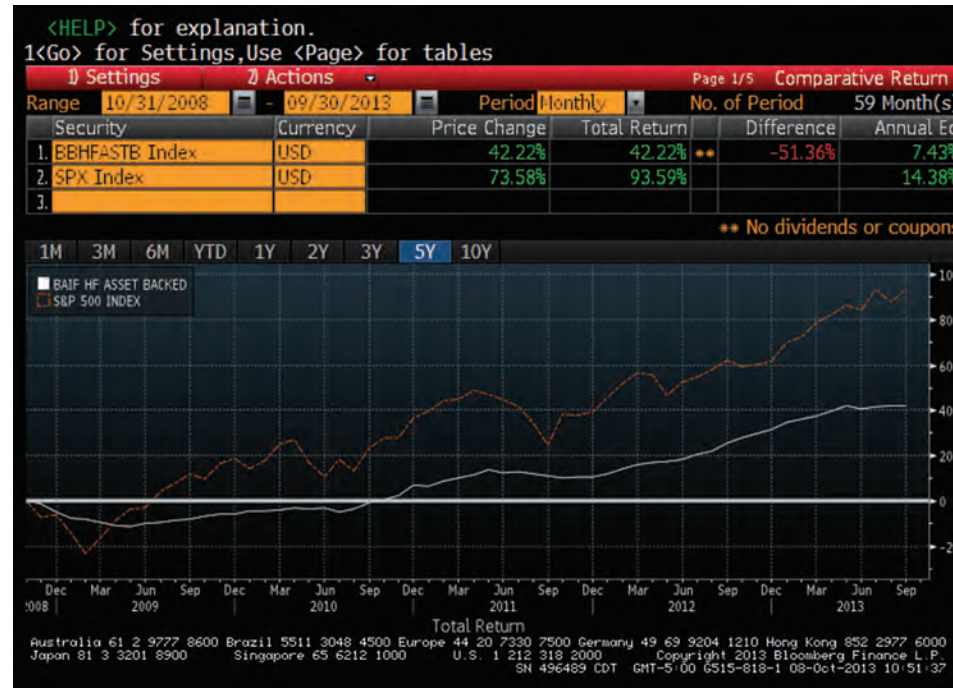 <HELP> for explanation.
1<Go> for Settings,Use <Page> for tables
1) Settings 2) Actions Page 1/5 Comparative Return
Range 10/31/2008 - 09/30/2013 Period Monthly No. of Period 59 Month(s
Security Currency Price Change Total Return Difference Annual Eq
1. BBHFASTB Index USD 42.22% 42.22% ** -51.36% 7.43%
2. SPX Index USD 73.58% 93.59% 14.38%
3.
** No dividends or coupons
1M 3M 6M YTD 1Y 2Y 3Y 5Y 10Y
BAIF HF ASSET BACKED
S&P 500 INDEX
10
80
60
40
20
0
-2
Dec Mar Jun Sep Dec Mar Jun Sep Dec Mar Jun Sep Dec Mar Jun Sep Dec Mar Jun Sep
2008 2009 2010 2011 2012 2013
Total Return
Australia 61 2 9777 8600 Brazil 5511 3048 4500 Europe 44 20 7330 7500 Germany 49 69 9204 1210 Hong Kong 852 2977 6000
Japan 81 3 3201 8900 Singapore 65 6212 1000 U.S. 1 212 318 2000 Copyright 2013 Bloomberg Finance L.P.
SN 496489 CDT GMT-5:00 G515-818-1 08-Oct-2013 10:51:37